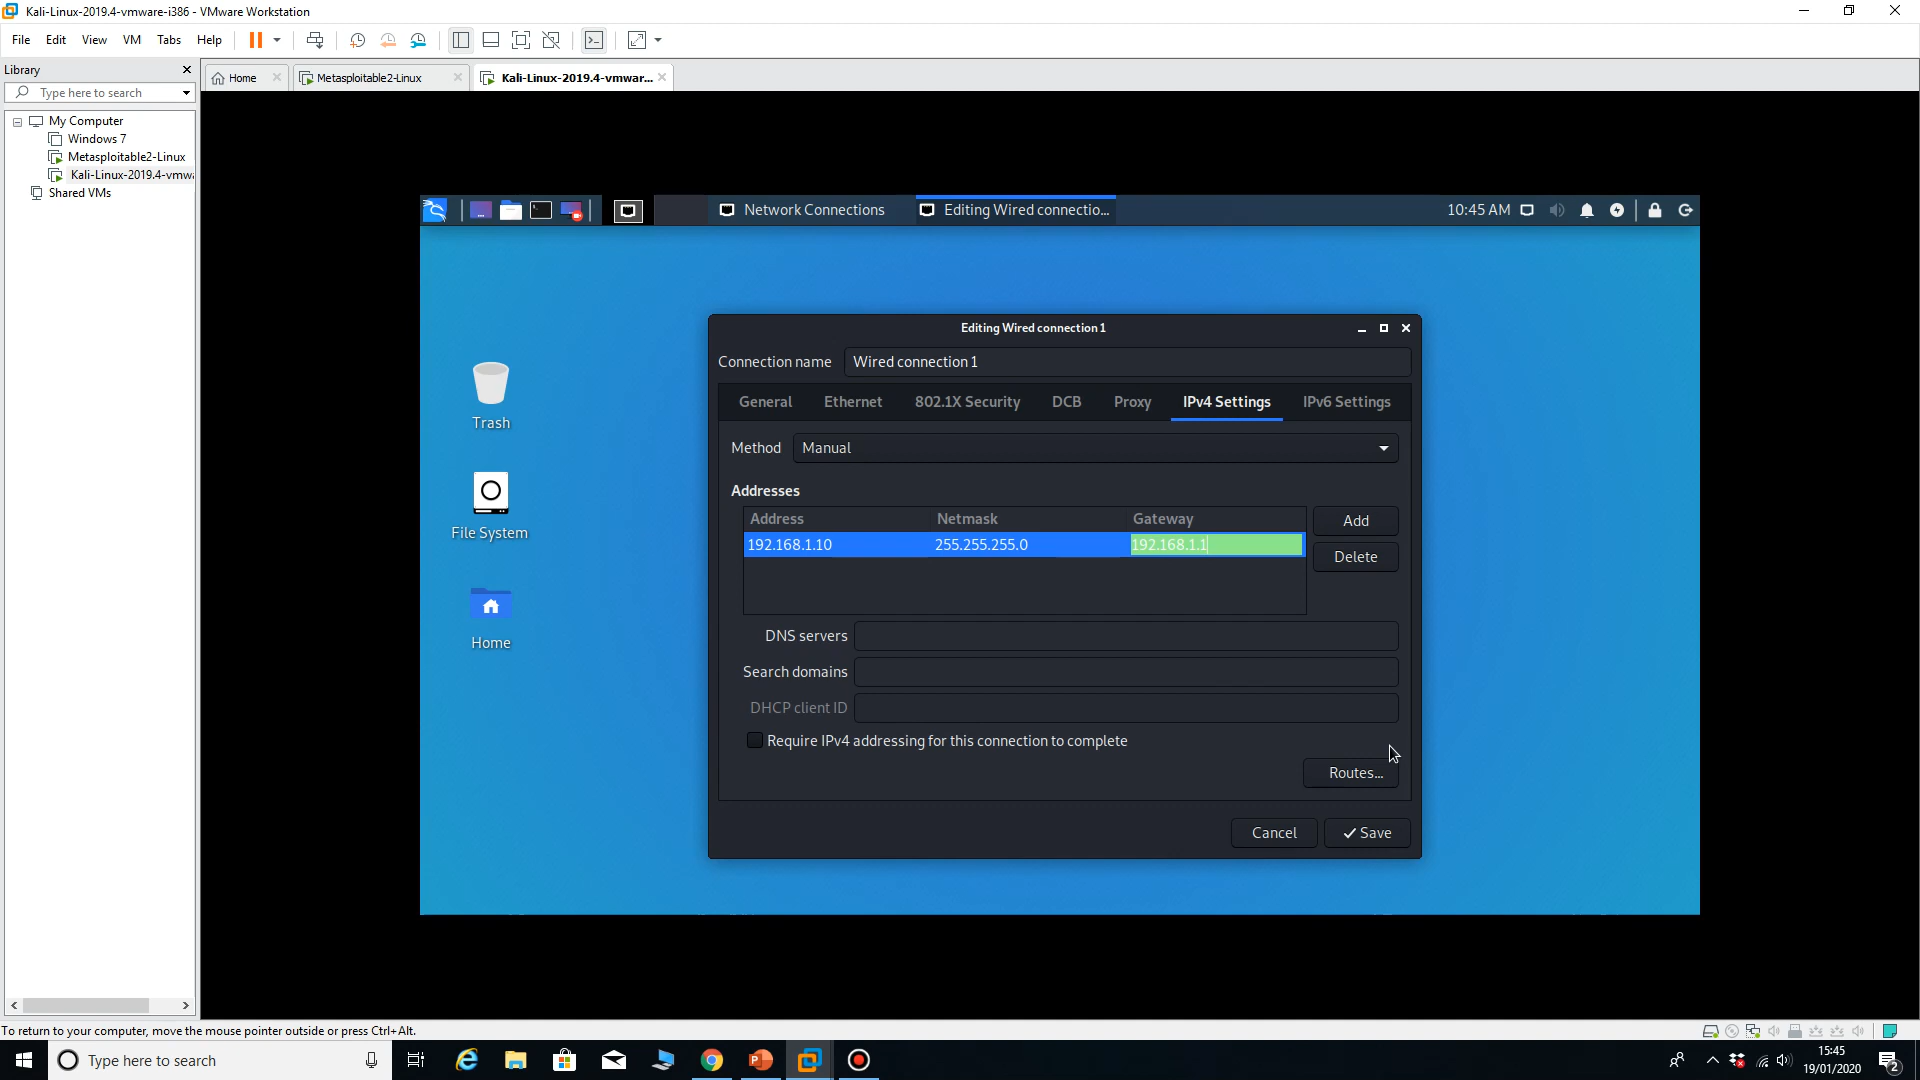 Kali-Linux-2019.4-vmware-i386 - VMware Workstation
File Edit View VM Tabs Help
Library
Type here to search
My Computer
Windows 7
Metasploitable2-Linux
Kali-Linux-2019.4-vmwa
Shared VMs
Home
Metasploitable2-Linux
Kali-Linux-2019.4-vmwar...
Network Connections
Editing Wired connectio...
10:45 AM
Trash
File System
Home
Editing Wired connection 1
Connection name Wired connection 1
General Ethernet 802.1X Security DCB Proxy IPv4 Settings IPv6 Settings
Method Manual
Addresses
Address Netmask Gateway
192.168.1.10 255.255.255.0 192.168.1.1
Add
Delete
DNS servers
Search domains
DHCP client ID
Require IPv4 addressing for this connection to complete
Routes...
Cancel Save
To return to your computer, move the mouse pointer outside or press Ctrl+Alt.
Type here to search
15:45
19/01/2020
2